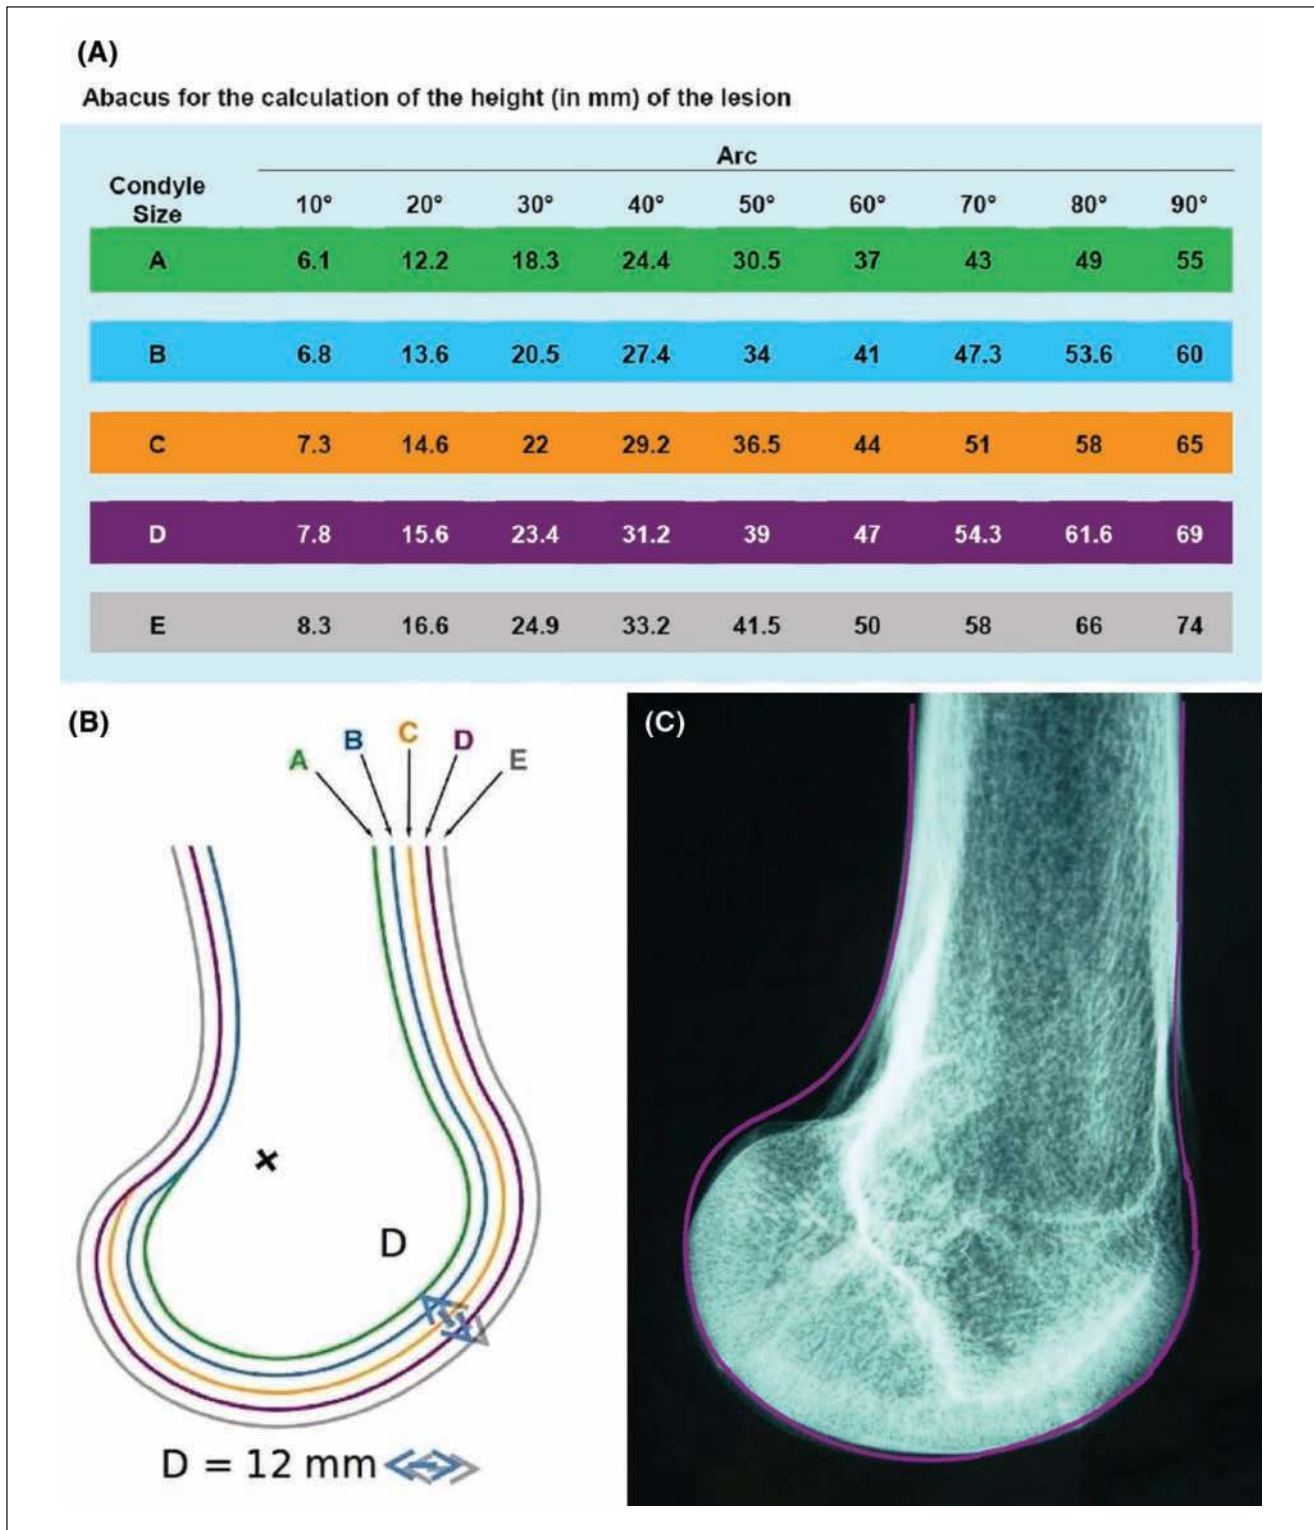 (A)
Abacus for the calculation of the height (in mm) of the lesion
Arc
Condyle
Size
10° 20° 30° 40° 50° 60° 70° 80° 90°
A 6.1 12.2 18.3 24.4 30.5 37 43 49 55
B 6.8 13.6 20.5 27.4 34 41 47.3 53.6 60
C 7.3 14.6 22 29.2 36.5 44 51 58 65
D 7.8 15.6 23.4 31.2 39 47 54.3 61.6 69
E 8.3 16.6 24.9 33.2 41.5 50 58 66 74
(B)
A B C D E
D
D = 12 mm
(C)